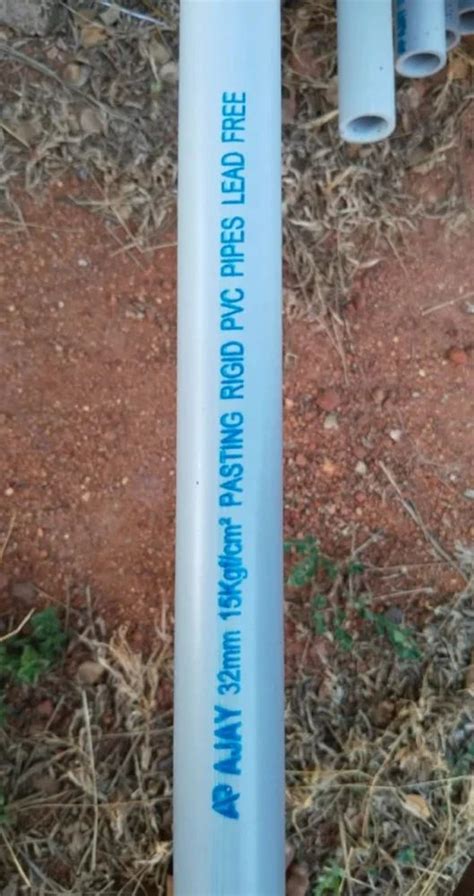 AP AJAY 32mm 15Kgf/cm² PASTING RIGID PVC PIPES LEAD FREE